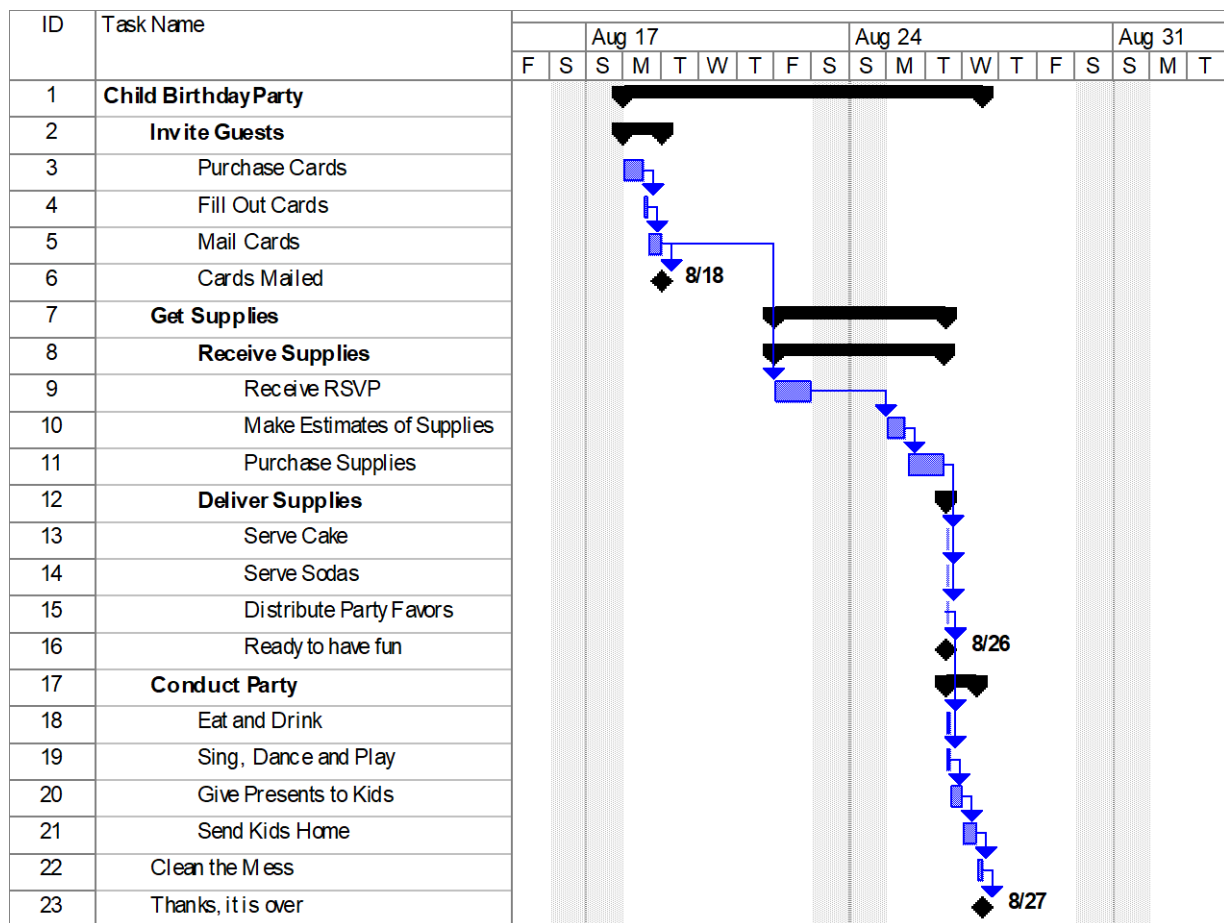 ID Task Name
Aug 17 Aug 24 Aug 31
F S S M T W T F S S M T W T F S S M T
1 Child Birthday Party
2 Invite Guests
3 Purchase Cards
4 Fill Out Cards
5 Mail Cards
6 Cards Mailed 8/18
7 Get Supplies
8 Receive Supplies
9 Receive RSVP
10 Make Estimates of Supplies
11 Purchase Supplies
12 Deliver Supplies
13 Serve Cake
14 Serve Sodas
15 Distribute Party Favors
16 Ready to have fun 8/26
17 Conduct Party
18 Eat and Drink
19 Sing, Dance and Play
20 Give Presents to Kids
21 Send Kids Home
22 Clean the Mess
23 Thanks, it is over 8/27